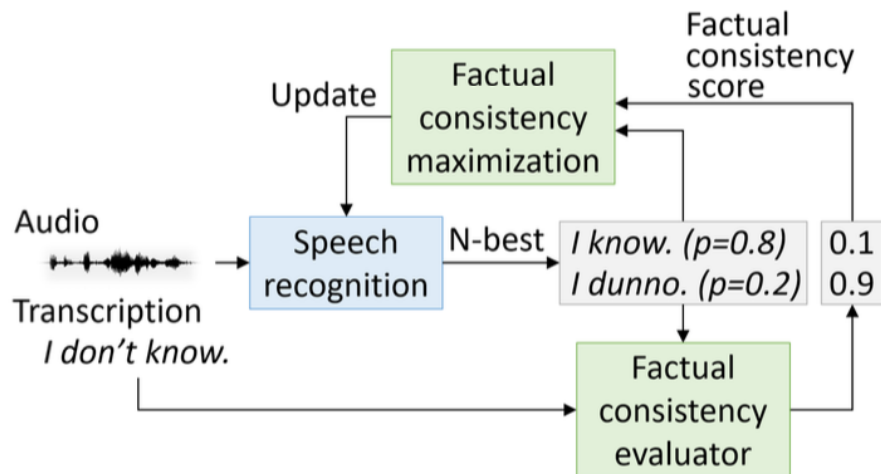 Factual
consistency
score
Factual
consistency
maximization
Update
Audio
Speech
recognition
N-best
I know. (p=0.8)
I dunno. (p=0.2)
0.1
0.9
Transcription
I don't know.
Factual
consistency
evaluator